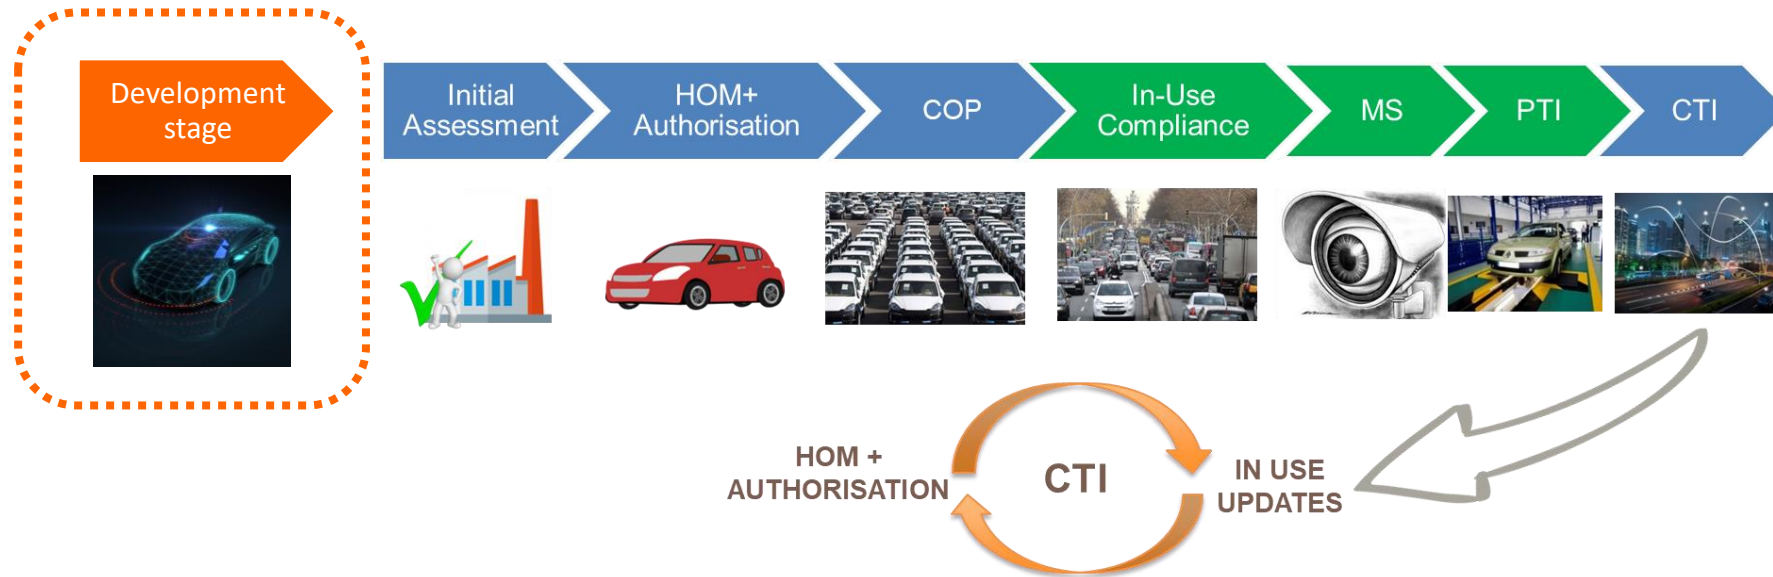 Development
stage
Initial
Assessment
HOM+
Authorisation
COP
In-Use
Compliance
MS
PTI
CTI
HOM +
AUTHORISATION
CTI
IN USE
UPDATES